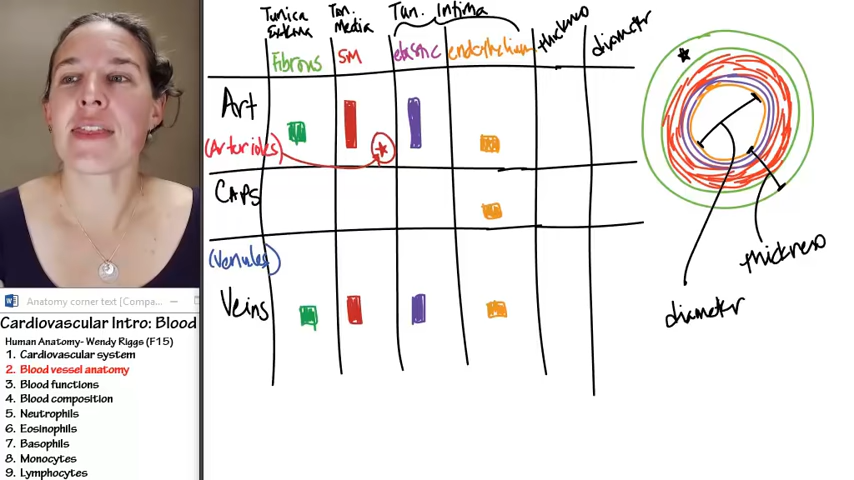 Tunica
Externa
Tun.
Media
Tun. Intima
thickness
diameter
Fibrous
SM
elastic
endothelium
Art
(Arterioles)
CAPS
(Venules)
Veins
thickness
diameter
Anatomy corner text [Compa...
Cardiovascular Intro: Blood
Human Anatomy- Wendy Riggs (F15)
1. Cardiovascular system
2. Blood vessel anatomy
3. Blood functions
4. Blood composition
5. Neutrophils
6. Eosinophils
7. Basophils
8. Monocytes
9. Lymphocytes